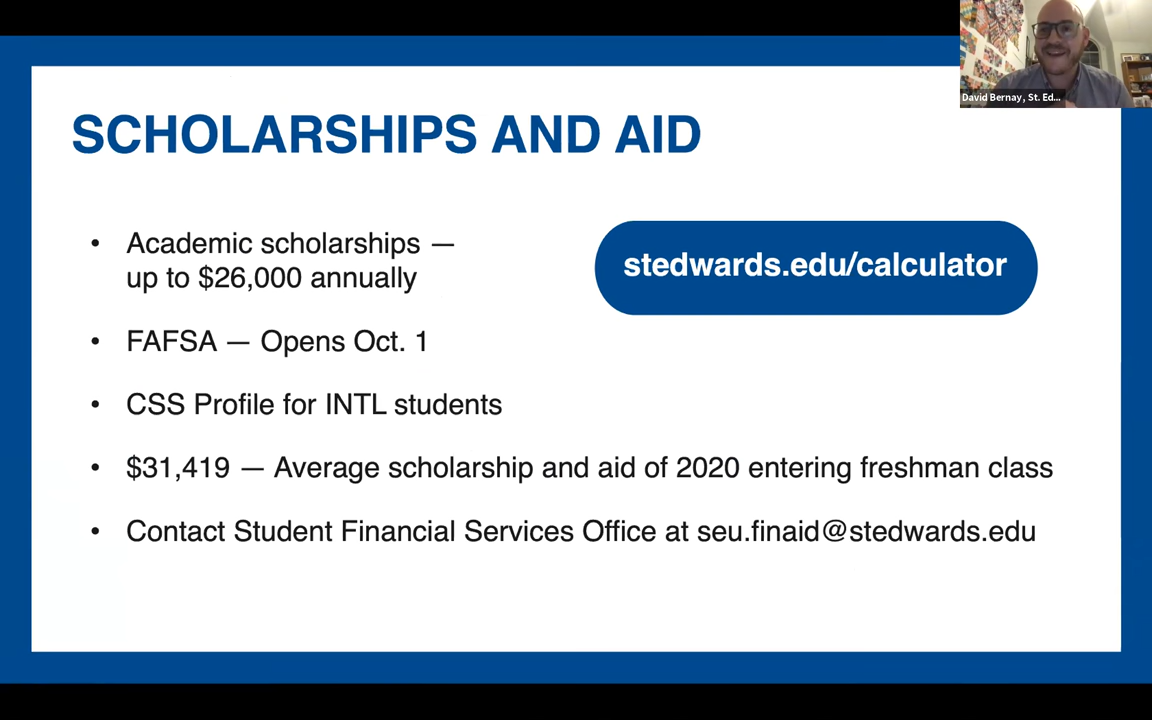 David Bernay, St. Ed...
SCHOLARSHIPS AND AID
• Academic scholarships —
up to $26,000 annually
stedwards.edu/calculator
• FAFSA — Opens Oct. 1
• CSS Profile for INTL students
• $31,419 — Average scholarship and aid of 2020 entering freshman class
• Contact Student Financial Services Office at seu.finaid@stedwards.edu